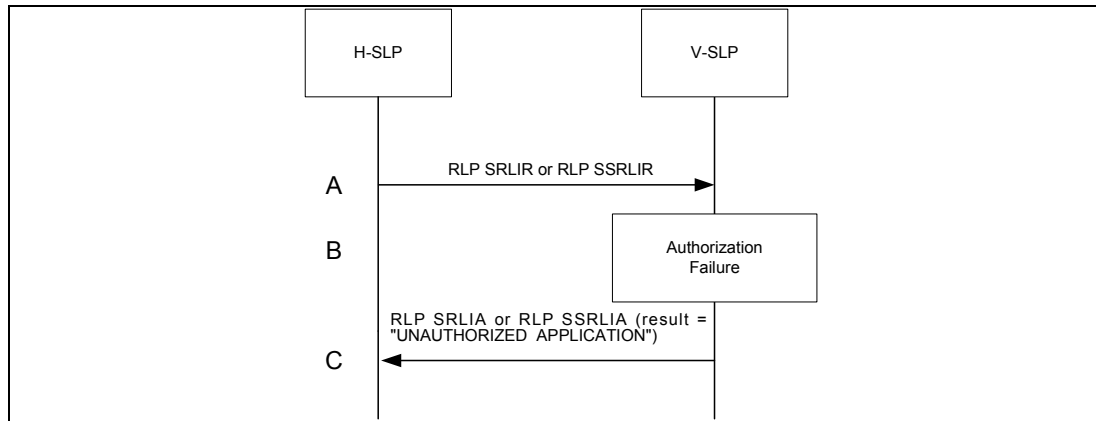 H-SLP
V-SLP
RLP SRLIR or RLP SSRLIR
A
B
Authorization
Failure
RLP SRLIA or RLP SSRLIA (result =
"UNAUTHORIZED APPLICATION")
C